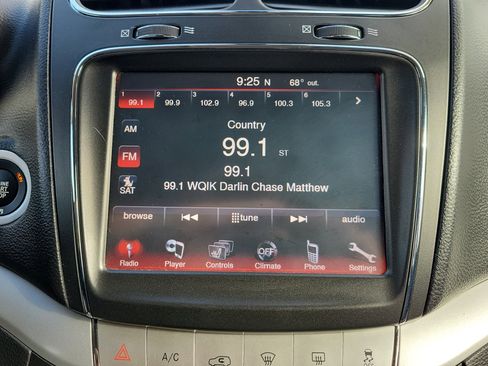 9:25 N 68° out.
1 2 3 4 5 6
99.1 99.9 102.9 96.9 100.3 105.3
AM
Country
99.1 ST
FM
99.1
SAT
99.1 WQIK Darlin Chase Matthew
browse tune audio
OFF
Radio Player Controls Climate Phone Settings
A/C
OFF